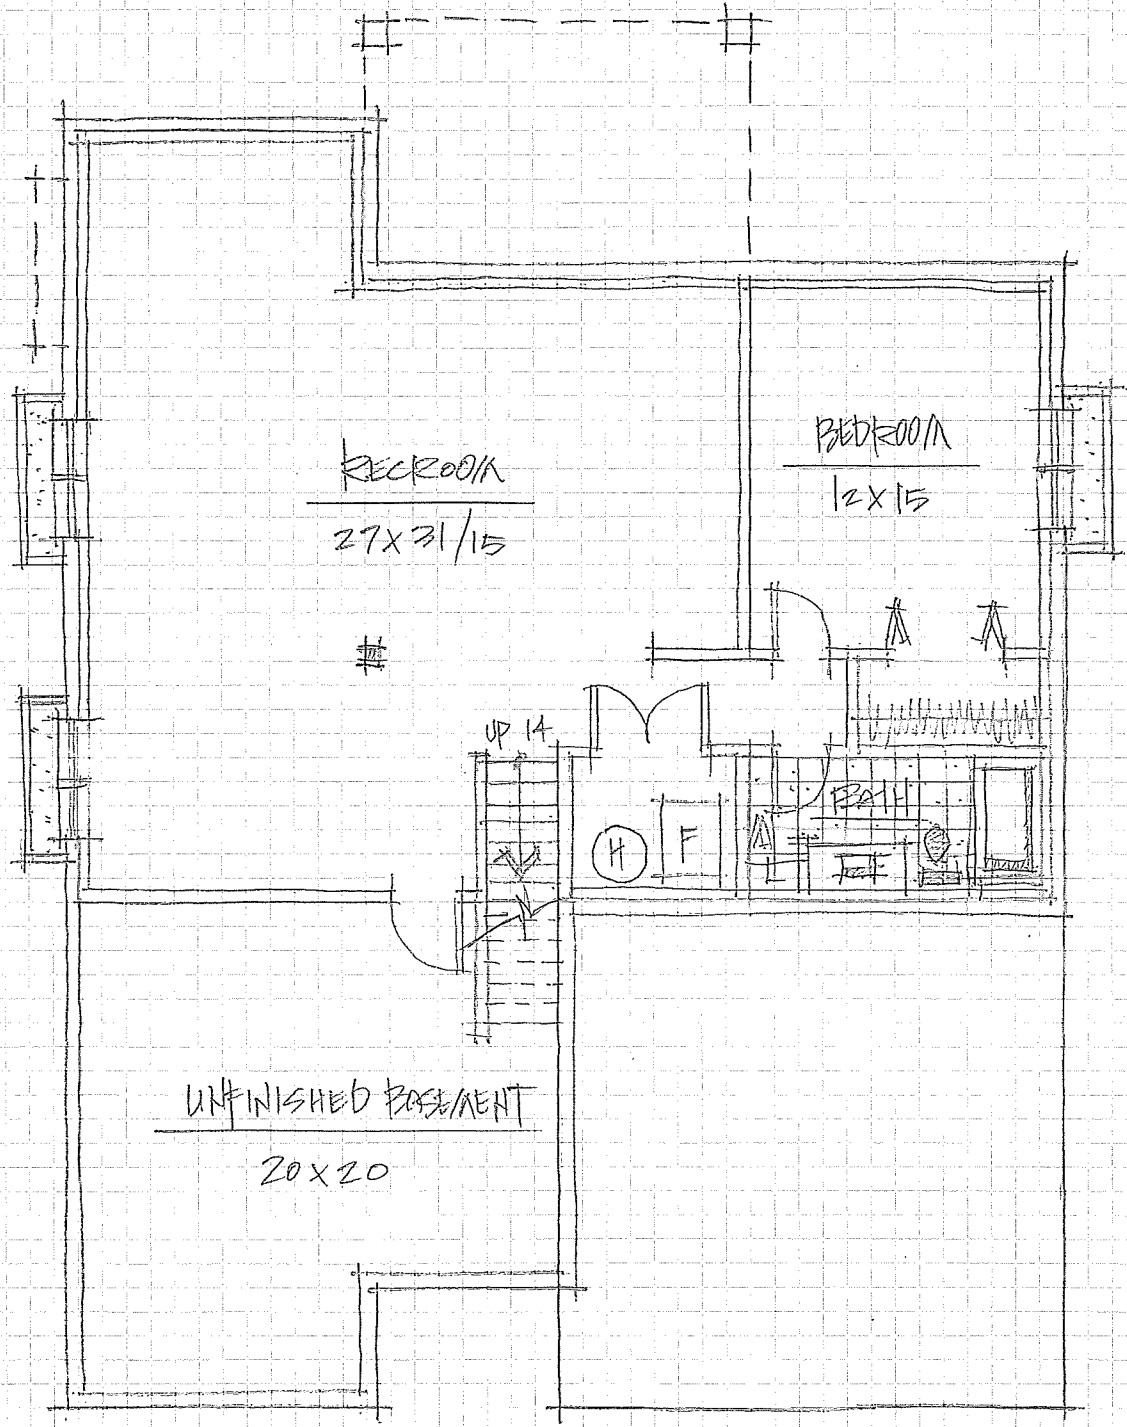 RECROOM
27X31/15
BEDROOM
12X15
UP 14
BATH
H
F
L
UNFINISHED BASEMENT
20X20